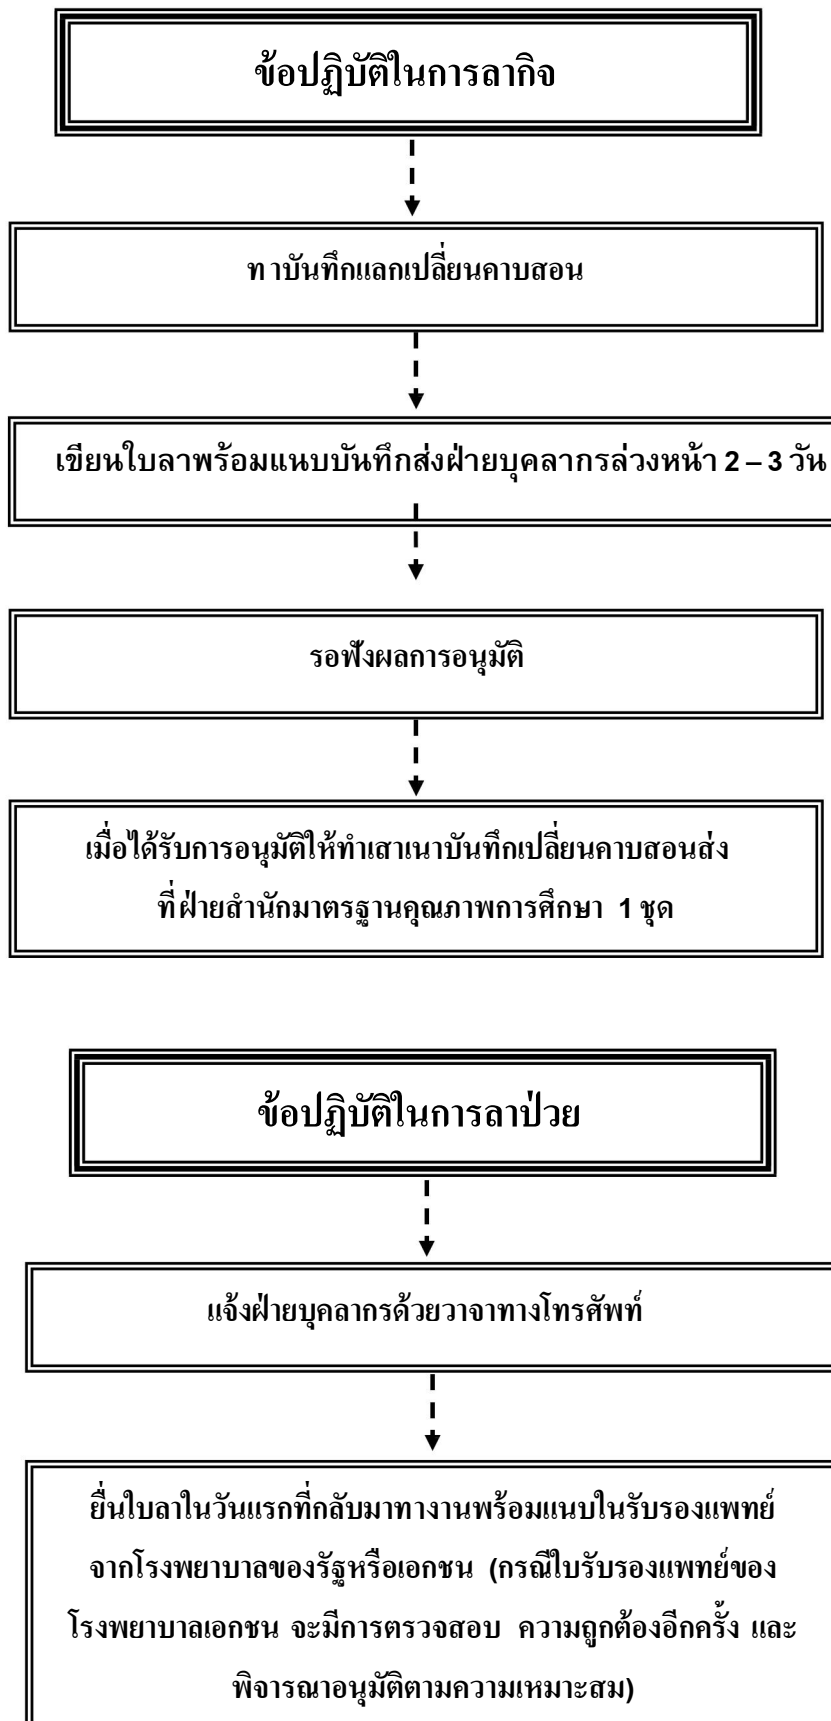 ข้อปฏิบัติในการลากิจ
ทาบันทึกแลกเปลี่ยนคาบสอน
เขียนใบลาพร้อมแนบบันทึกส่งฝ่ายบุคลากรล่วงหน้า 2 – 3 วัน
รอฟังผลการอนุมัติ
เมื่อได้รับการอนุมัติให้ทำเสาเนาบันทึกเปลี่ยนคาบสอนส่ง
ที่ฝ่ายสำนักมาตรฐานคุณภาพการศึกษา 1 ชุด
ข้อปฏิบัติในการลาป่วย
แจ้งฝ่ายบุคลากรด้วยวาจาทางโทรศัพท์
ยื่นใบลาในวันแรกที่กลับมาทางานพร้อมแนบในรับรองแพทย์
จากโรงพยาบาลของรัฐหรือเอกชน (กรณีใบรับรองแพทย์ของ
โรงพยาบาลเอกชน จะมีการตรวจสอบ ความถูกต้องอีกครั้ง และ
พิจารณาอนุมัติตามความเหมาะสม)